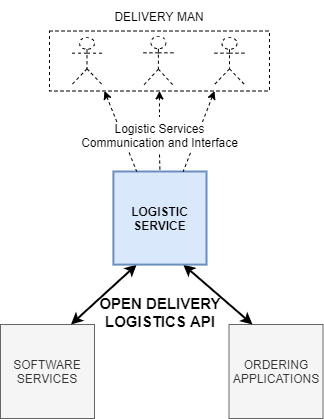 DELIVERY MAN
Logistic Services
Communication and Interface
LOGISTIC
SERVICE
OPEN DELIVERY
LOGISTICS API
SOFTWARE
SERVICES
ORDERING
APPLICATIONS